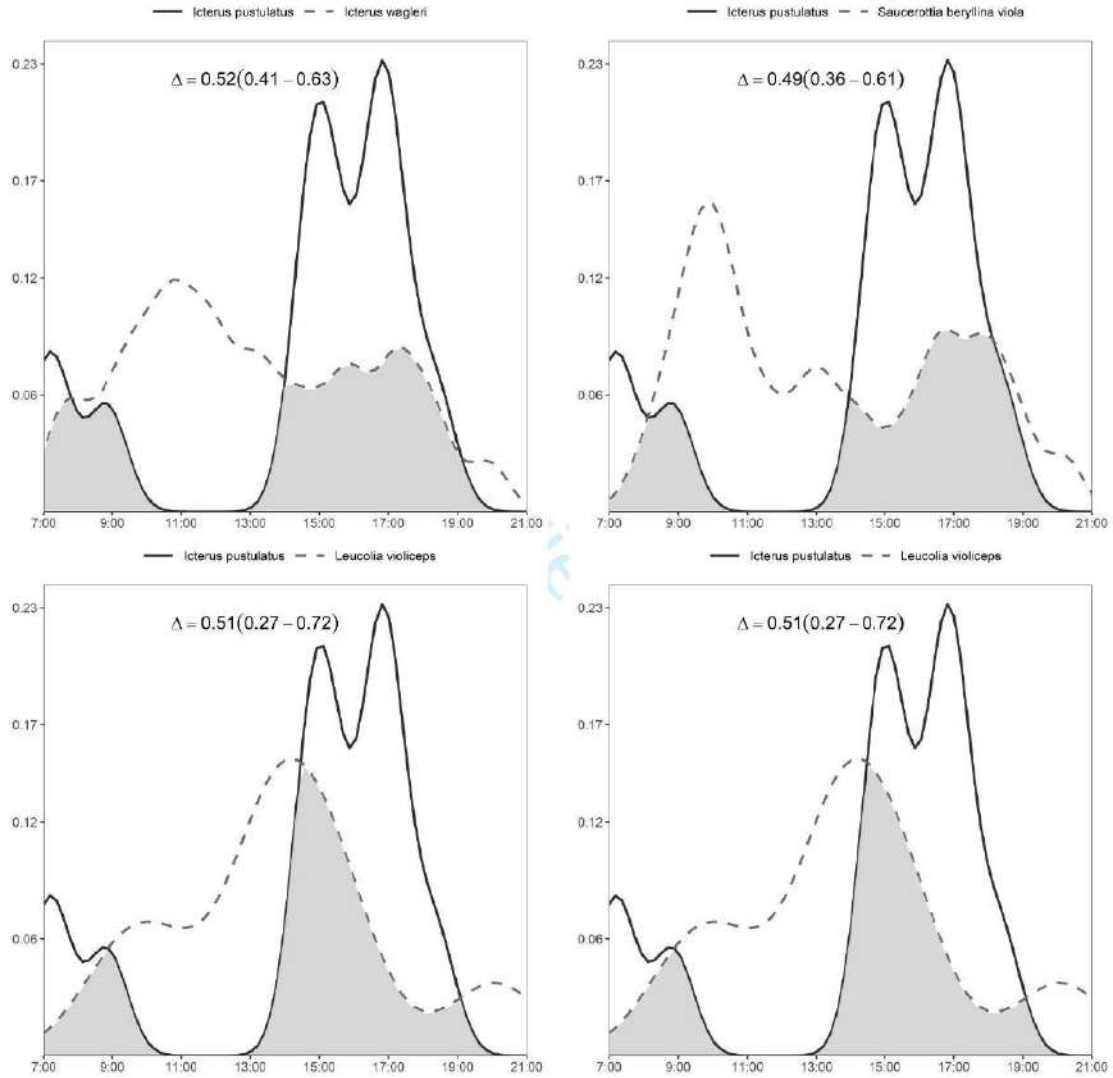 Icterus pustulatus Icterus wagleri
Icterus pustulatus Saucerottia beryllina viola
0.23
0.17
0.12
0.06
Δ = 0.52(0.41 – 0.63)
7:00 9:00 11:00 13:00 15:00 17:00 19:00 21:00
0.23
0.17
0.12
0.06
Δ = 0.49(0.36 – 0.61)
7:00 9:00 11:00 13:00 15:00 17:00 19:00 21:00
Icterus pustulatus Leucolia violiceps
Icterus pustulatus Leucolia violiceps
0.23
0.17
0.12
0.06
Δ = 0.51(0.27 – 0.72)
7:00 9:00 11:00 13:00 15:00 17:00 19:00 21:00
0.23
0.17
0.12
0.06
Δ = 0.51(0.27 – 0.72)
7:00 9:00 11:00 13:00 15:00 17:00 19:00 21:00